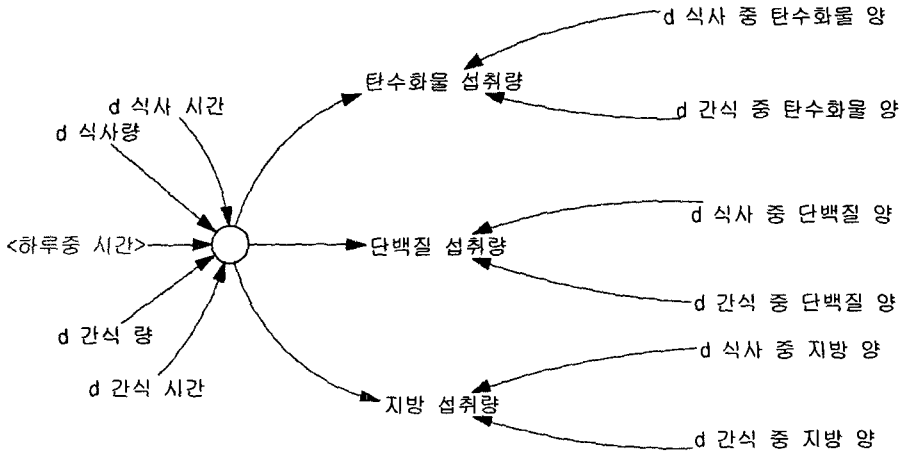 d 식사 중 탄수화물 양
탄수화물 섭취량
d 식사 시간
d 간식 중 탄수화물 양
d 식사량
d 식사 중 단백질 양
<하루중 시간>
단백질 섭취량
d 간식 중 단백질 양
d 간식 량
d 식사 중 지방 양
d 간식 시간
지방 섭취량
d 간식 중 지방 양